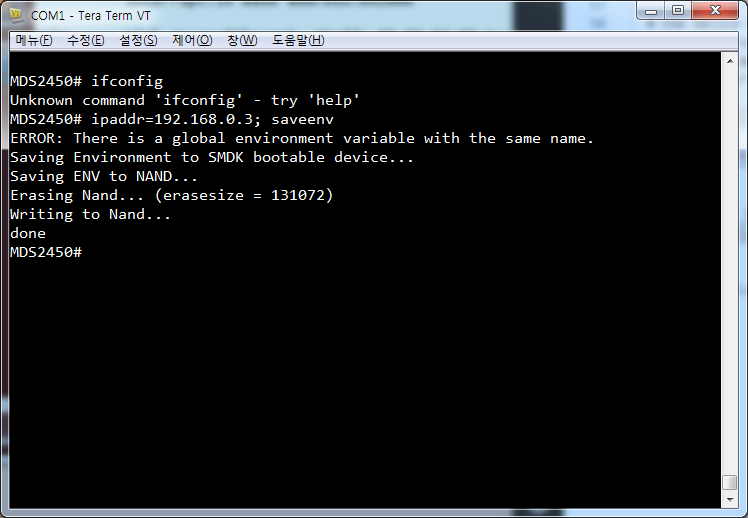 COM1 - Tera Term VT
메뉴(F) 수정(E) 설정(S) 제어(O) 창(W) 도움말(H)
MDS2450# ifconfig
Unknown command 'ifconfig' - try 'help'
MDS2450# ipaddr=192.168.0.3; saveenv
ERROR: There is a global environment variable with the same name.
Saving Environment to SMDK bootable device...
Saving ENV to NAND...
Erasing Nand... (erasesize = 131072)
Writing to Nand...
done
MDS2450#